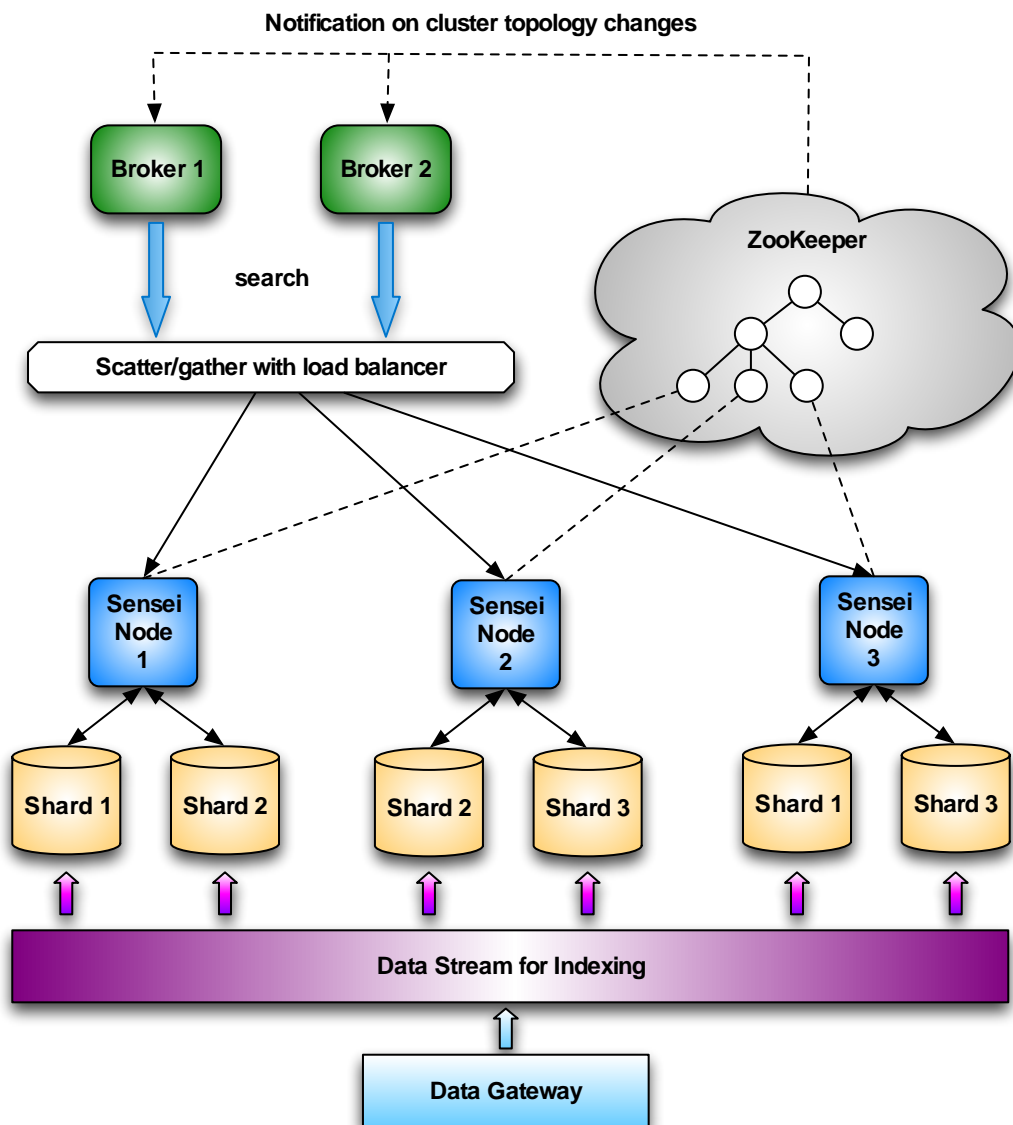 Notification on cluster topology changes
Broker 1
Broker 2
ZooKeeper
search
Scatter/gather with load balancer
Sensei
Node
1
Sensei
Node
2
Sensei
Node
3
Shard 1
Shard 2
Shard 2
Shard 3
Shard 1
Shard 3
Data Stream for Indexing
Data Gateway